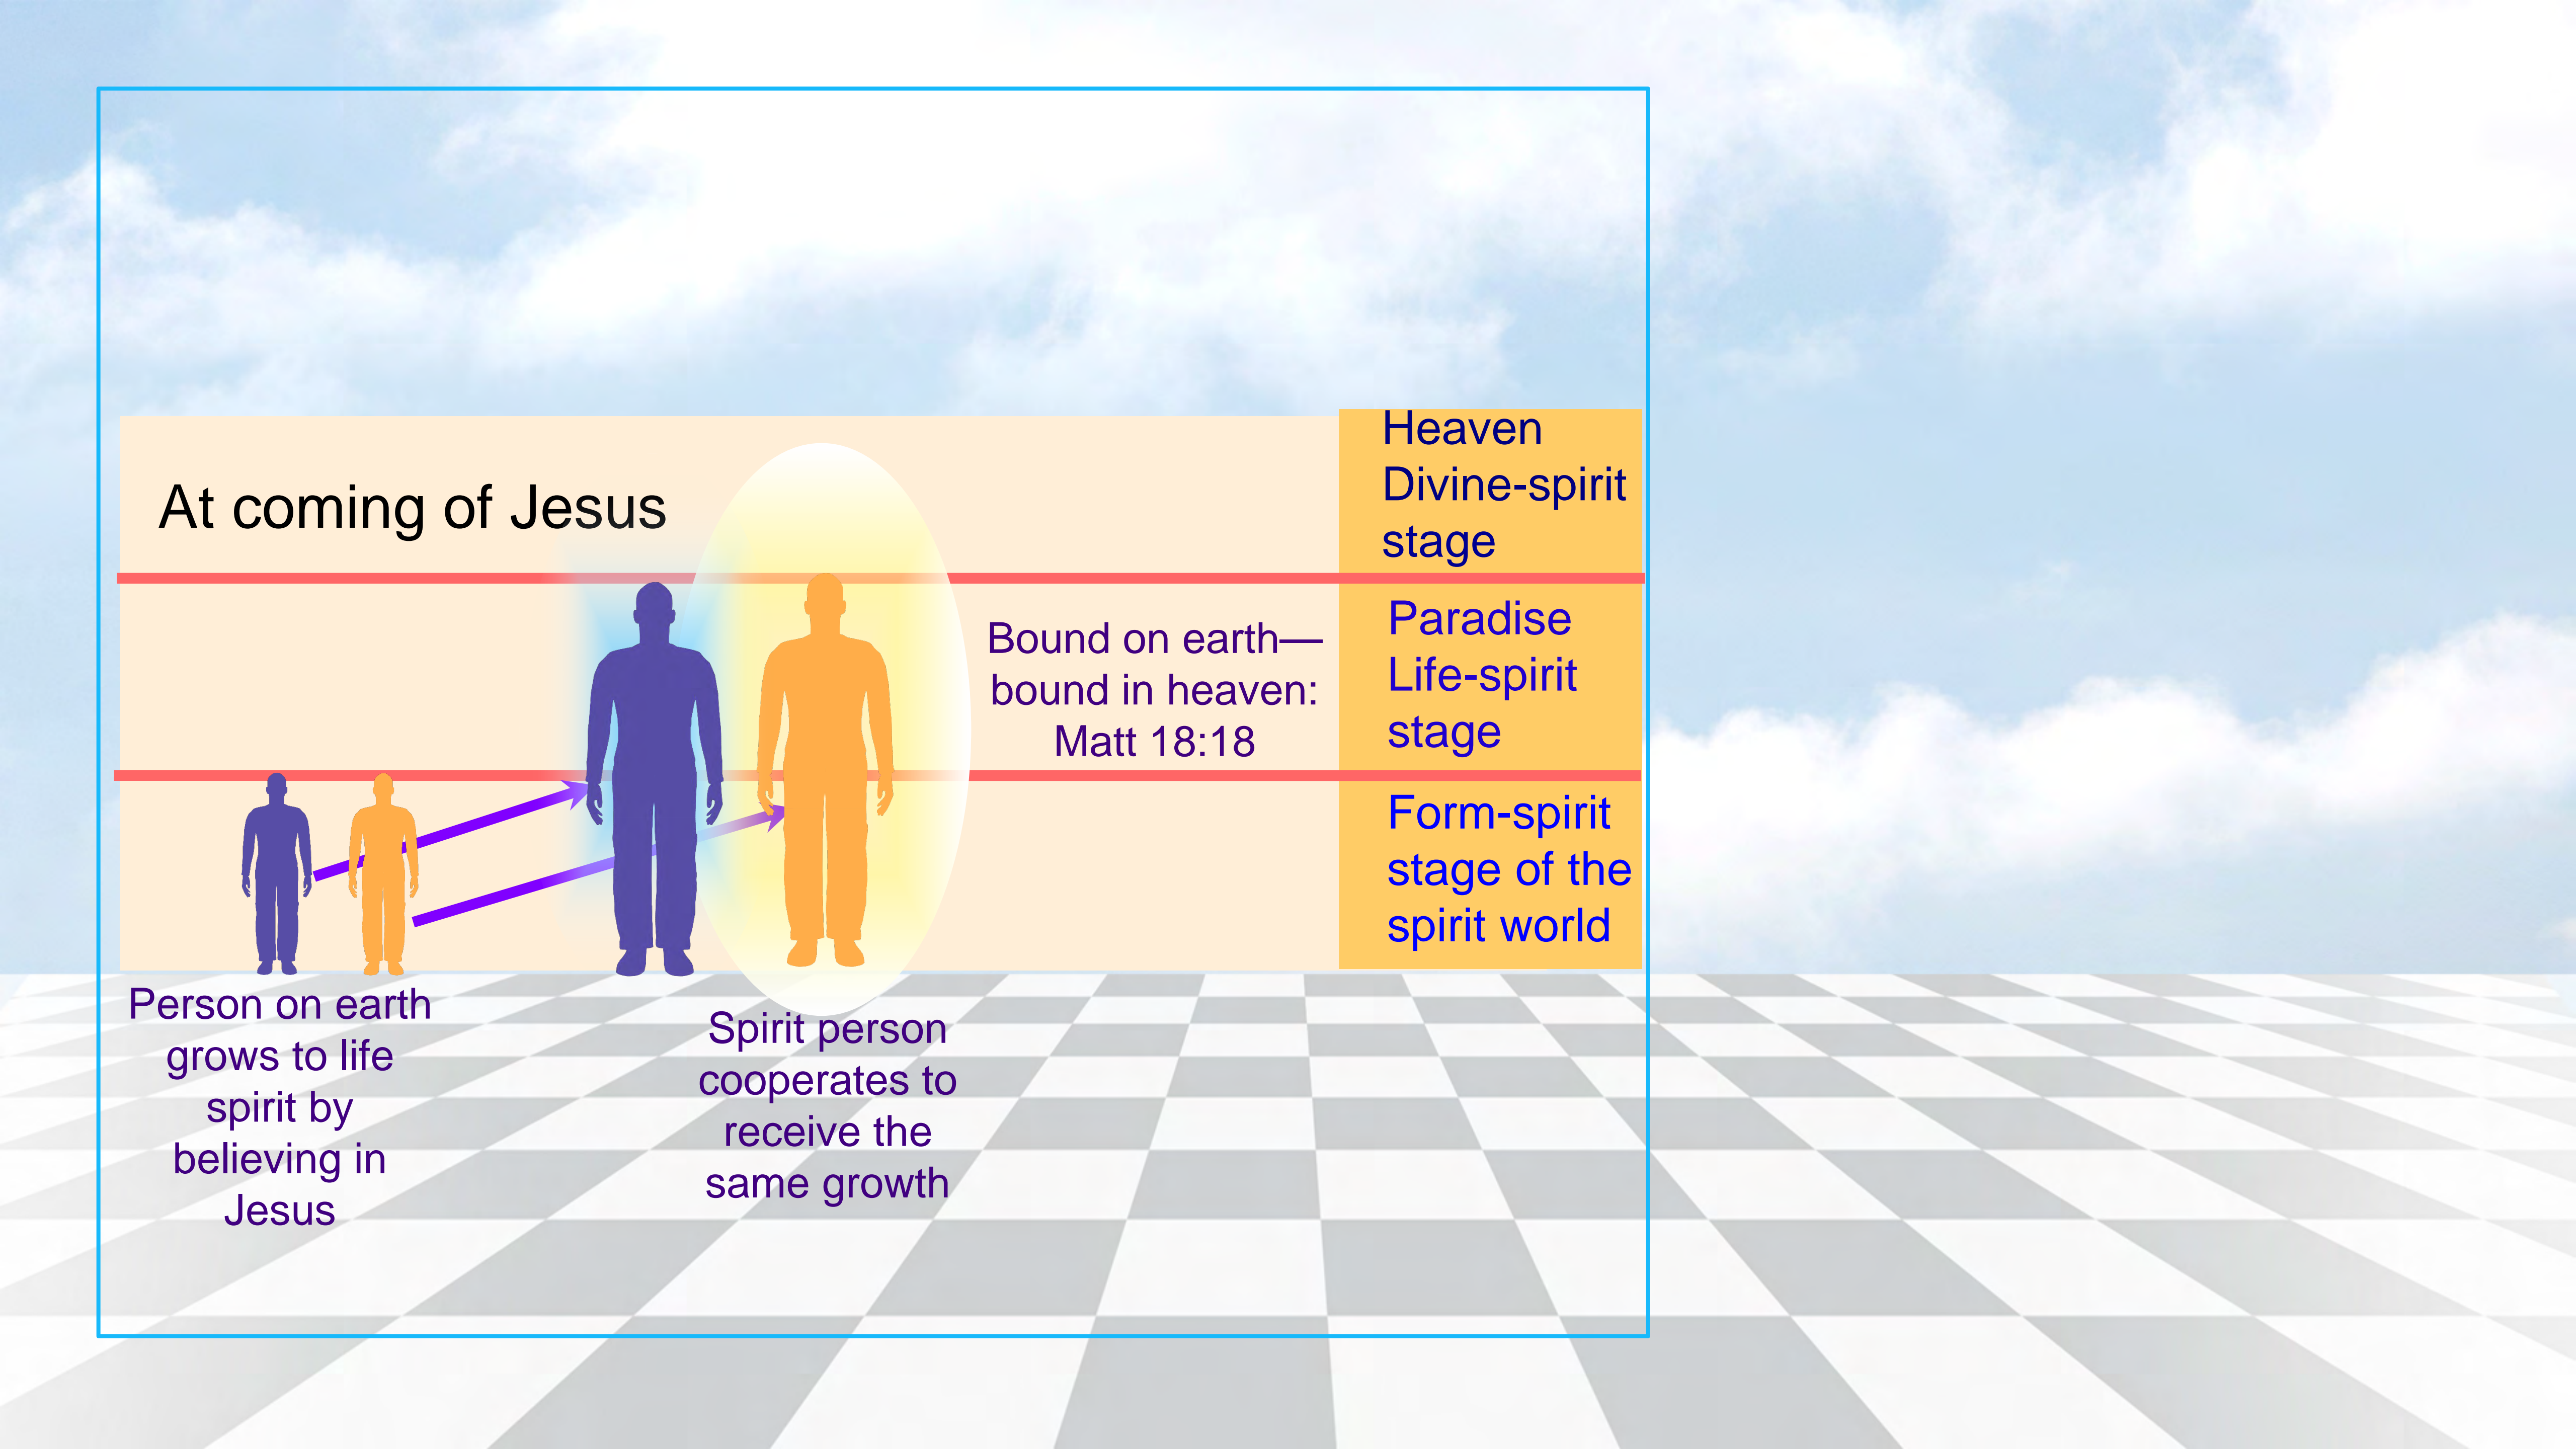 At coming of Jesus
Heaven
Divine-spirit
stage
Bound on earth—
bound in heaven:
Matt 18:18
Paradise
Life-spirit
stage
Form-spirit
stage of the
spirit world
Person on earth
grows to life
spirit by
believing in
Jesus
Spirit person
cooperates to
receive the
same growth